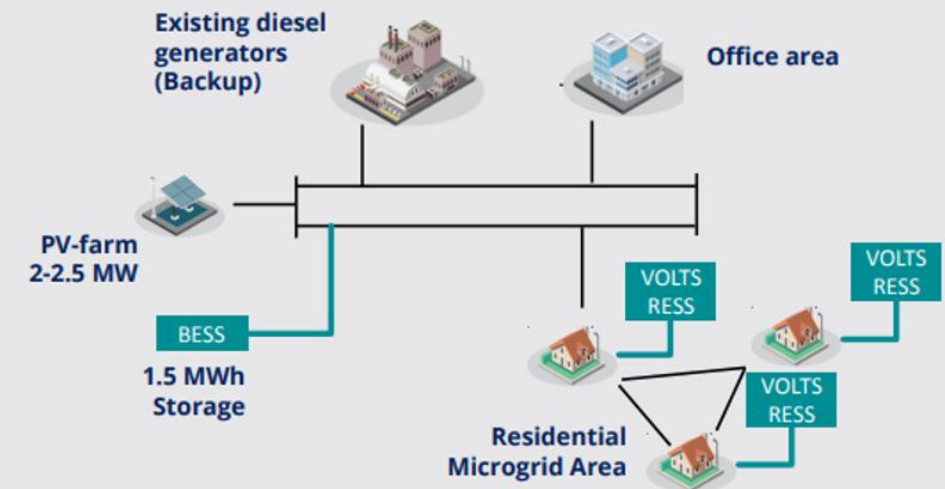 Existing diesel
generators
(Backup)
Office area
PV-farm
2-2.5 MW
VOLTS
RESS
VOLTS
RESS
BESS
1.5 MWh
Storage
VOLTS
RESS
Residential
Microgrid Area